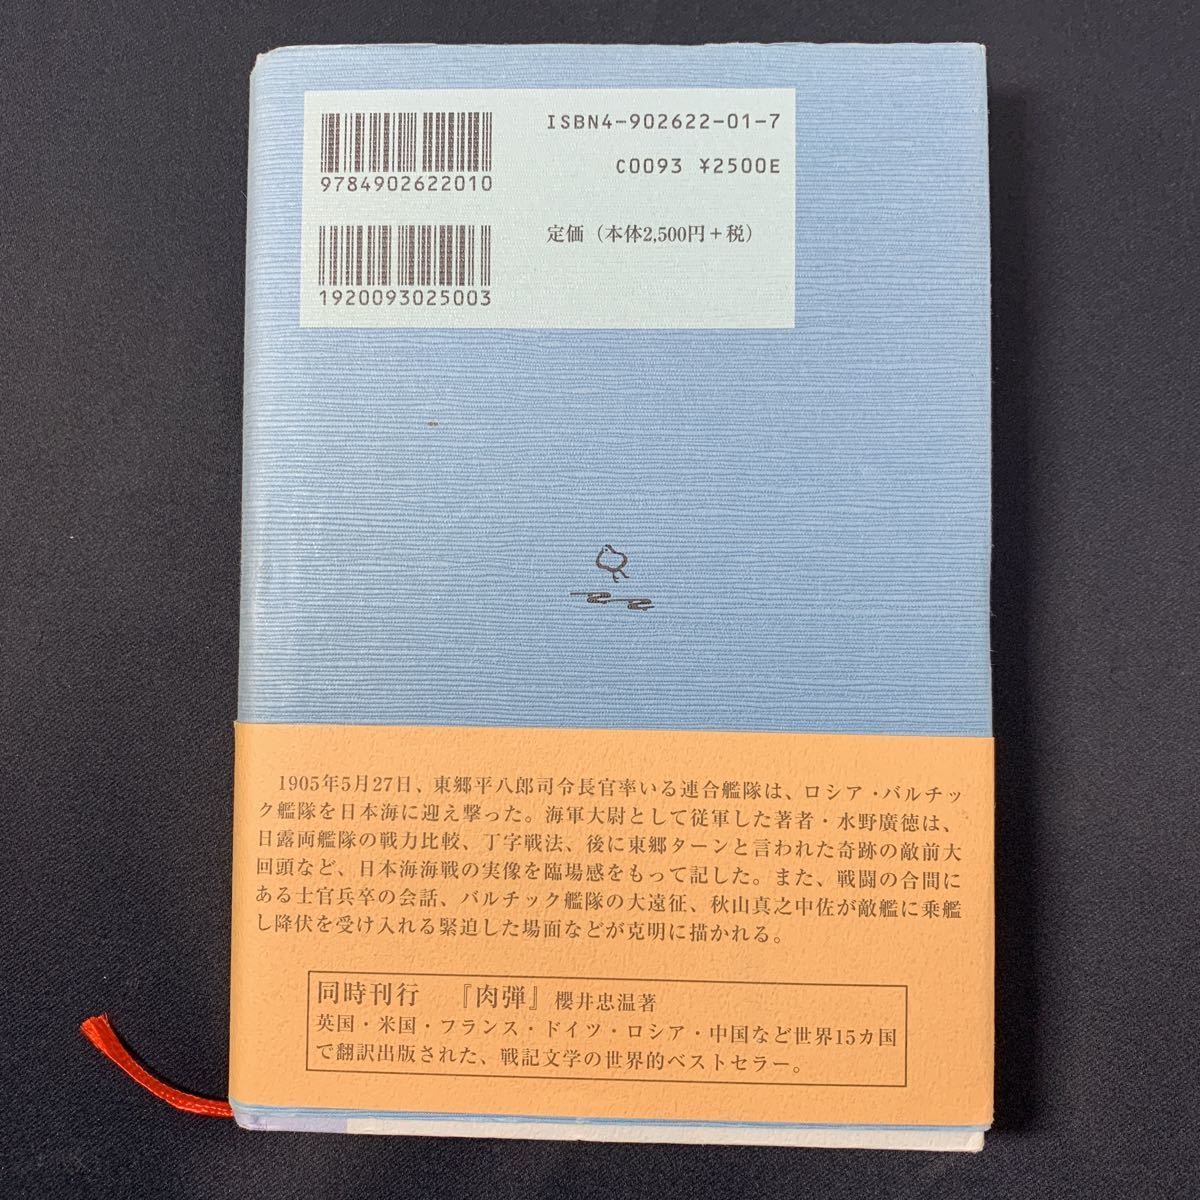 ISBN4-902622-01-7
C0093 ¥2500E
9784902622010
定価（本体2,500円＋税）
1920093025003
1905年5月27日、東郷平八郎司令長官率いる連合艦隊は、ロシア・バルチッ
ク艦隊を日本海に迎え撃った。海軍大尉として従軍した著者・水野廣徳は、
日露両艦隊の戦力比較、丁字戦法、後に東郷ターンと言われた奇跡の敵前大
回頭など、日本海海戦の実像を臨場感をもって記した。また、戦闘の合間に
ある士官兵卒の会話、バルチック艦隊の大遠征、秋山真之中佐が敵艦に乗艦
し降伏を受け入れる緊迫した場面などが克明に描かれる。
同時刊行　『肉弾』櫻井忠温著
英国・米国・フランス・ドイツ・ロシア・中国など世界15カ国
で翻訳出版された、戦記文学の世界的ベストセラー。